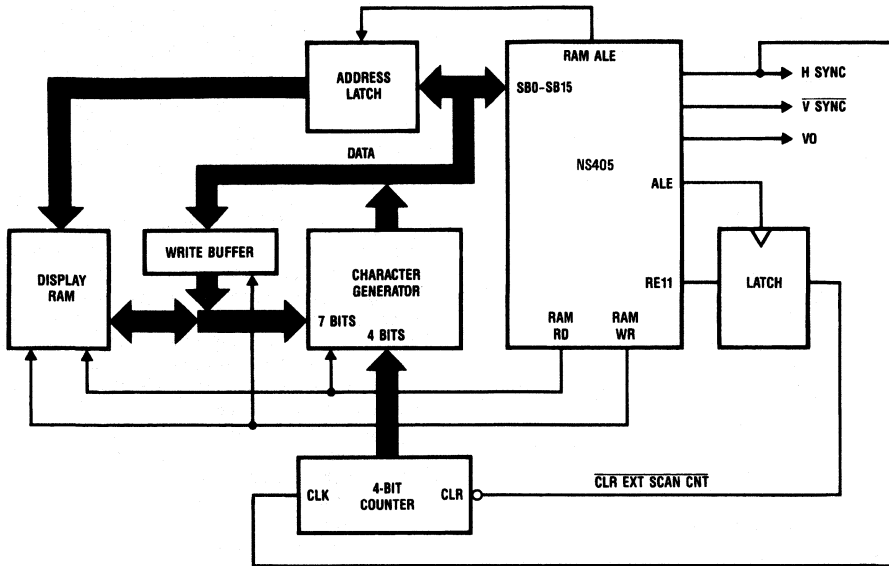 RAM ALE
ADDRESS
LATCH
SB0-SB15
H SYNC
V SYNC
VO
DATA
NS405
ALE
WRITE BUFFER
DISPLAY
RAM
CHARACTER
GENERATOR
7 BITS
4 BITS
RE11
LATCH
RAM
RD
RAM
WR
CLK
4-BIT
COUNTER
CLR
CLR EXT SCAN CNT